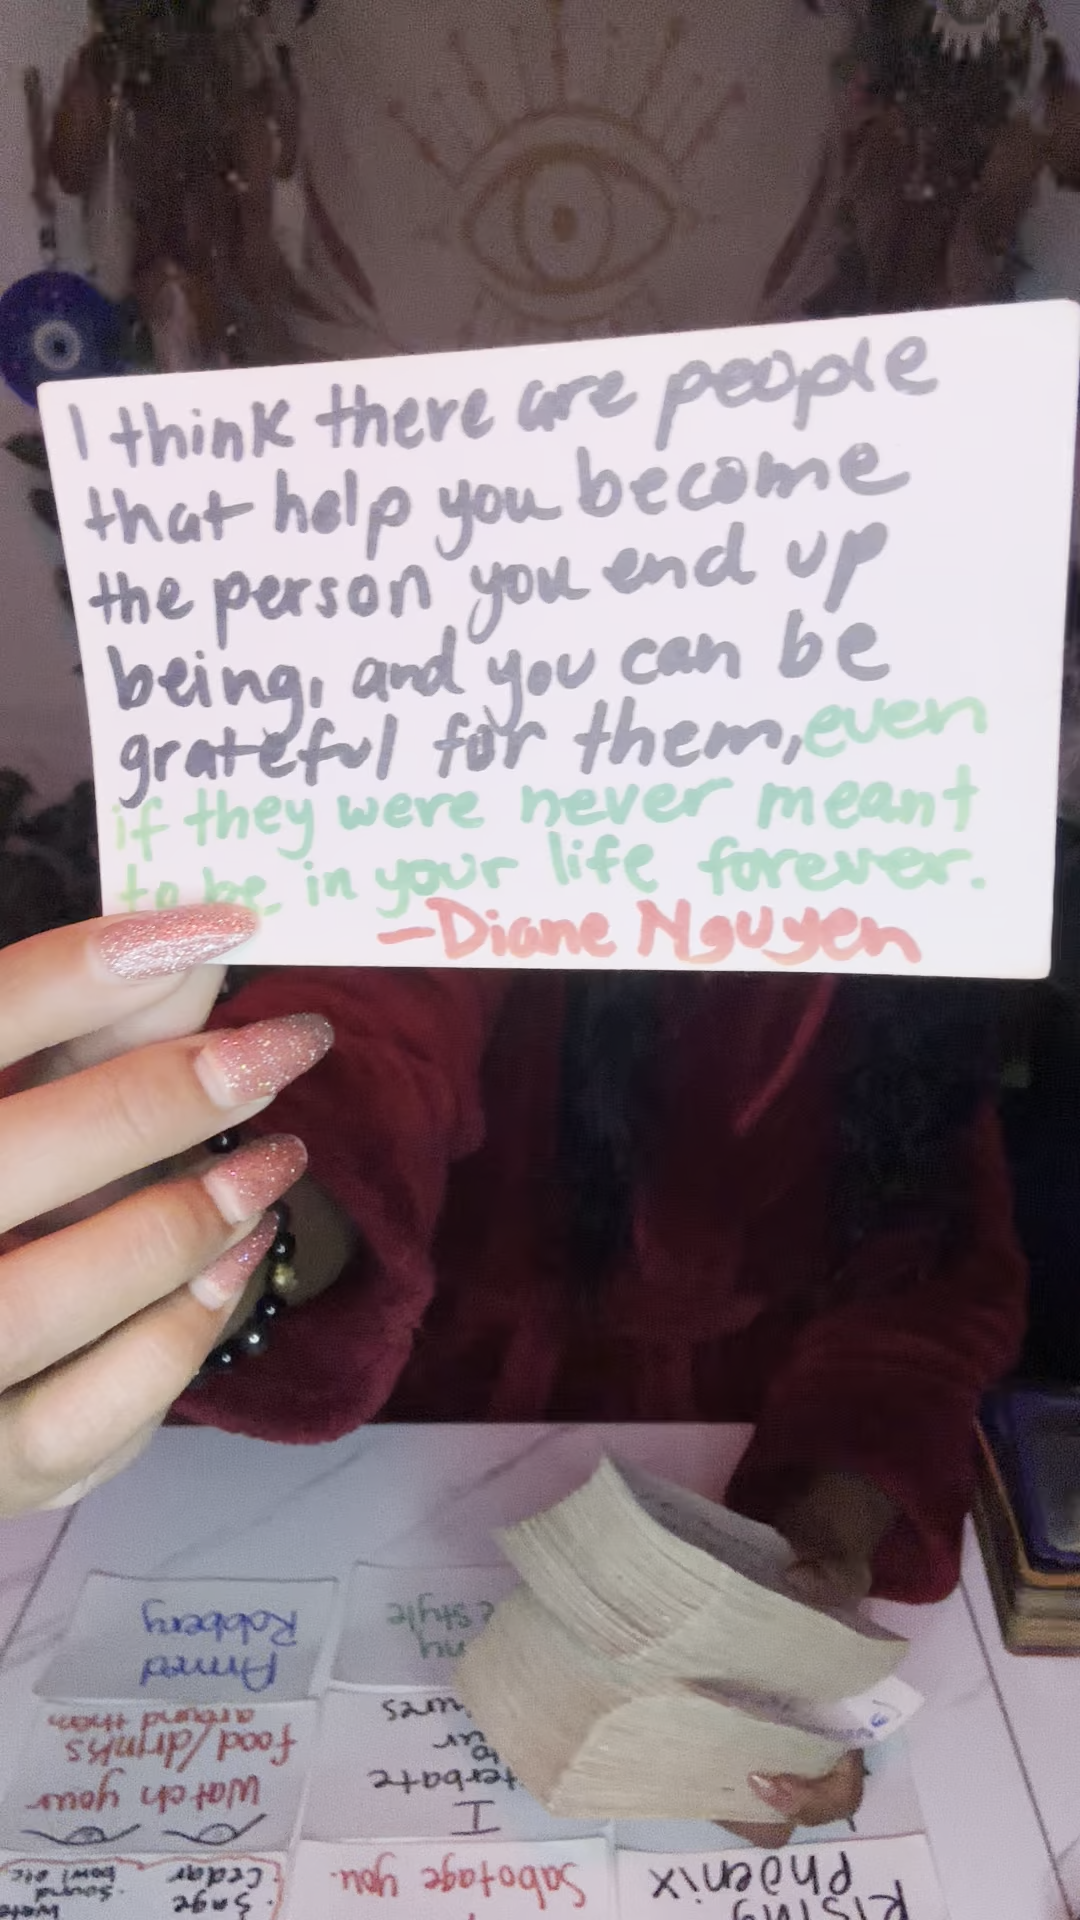 I think there are people
that help you become
the person you end up
being, and you can be
grateful for them, even
if they were never meant
to be in your life forever.
-Diane Nguyen
Armed
Robbery
style
Watch your
food/drinks
around them
I
Sage
Cedar
Sound
bowl etc
Sabotage you.
Rising
Phoenix